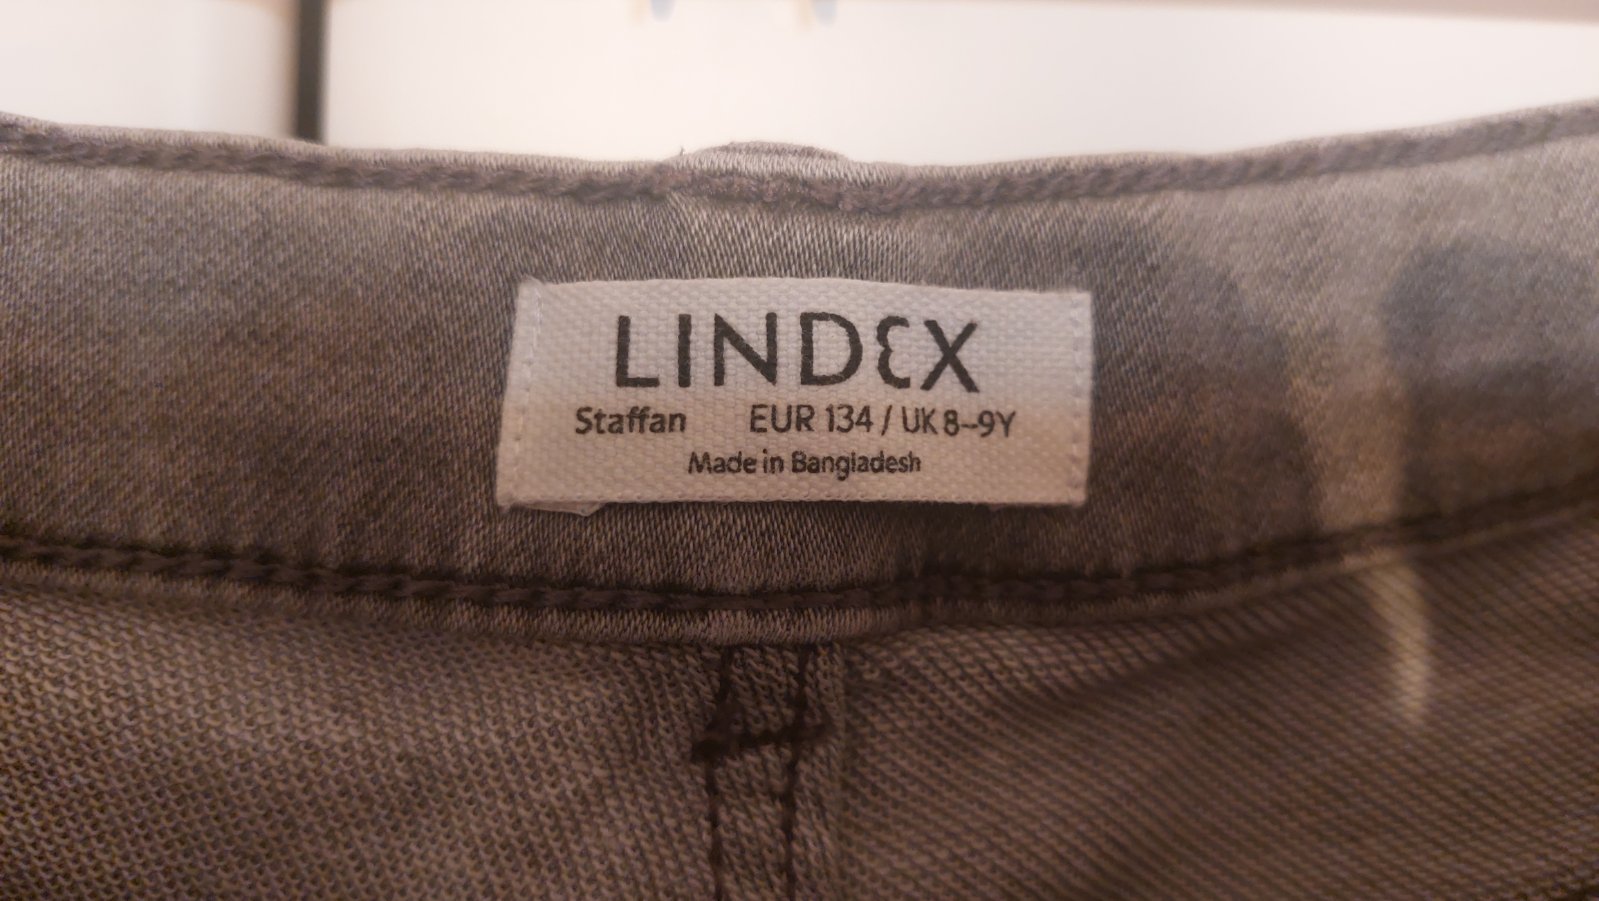 LINDEX
Staffan EUR 134 / UK 8-9Y
Made in Bangladesh